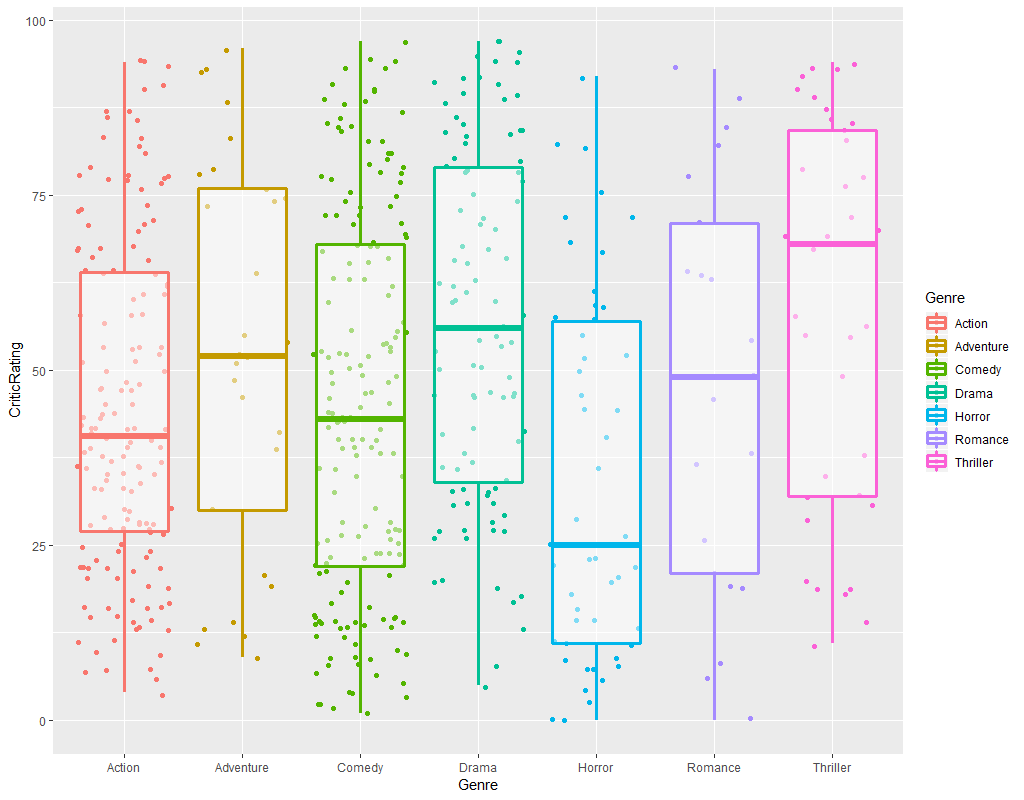 100
75
50
25
0
CriticRating
Action
Adventure
Comedy
Drama
Horror
Romance
Thriller
Genre
Genre
Action
Adventure
Comedy
Drama
Horror
Romance
Thriller